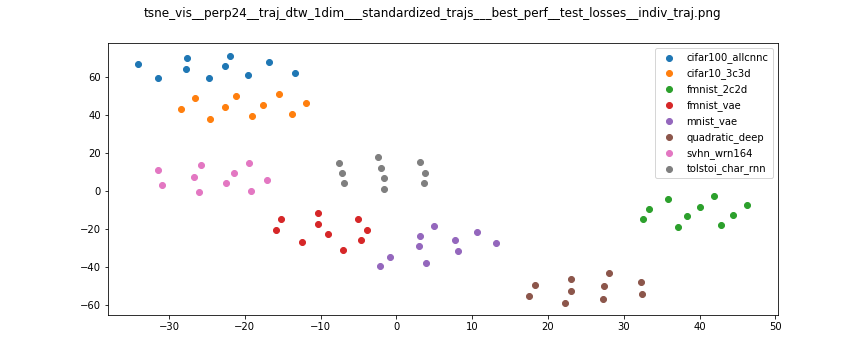 tsne_vis__perp24__traj_dtw_1dim___standardized_trajs___best_perf__test_losses__indiv_traj.png
cifar100_allcnnc
cifar10_3c3d
fmnist_2c2d
fmnist_vae
mnist_vae
quadratic_deep
svhn_wrn164
tolstoi_char_rnn
60
40
20
0
−20
−40
−60
−30
−20
−10
0
10
20
30
40
50